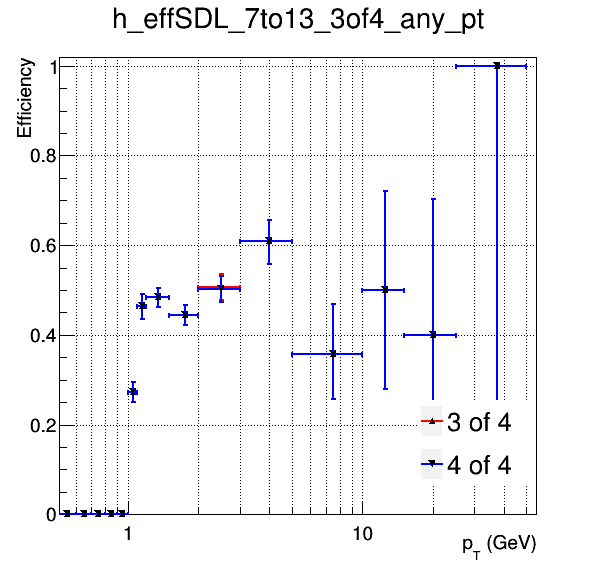 h_effSDL_7to13_3of4_any_pt
Efficiency
1
0.8
0.6
0.4
0.2
0
3 of 4
4 of 4
1
10
p_T (GeV)